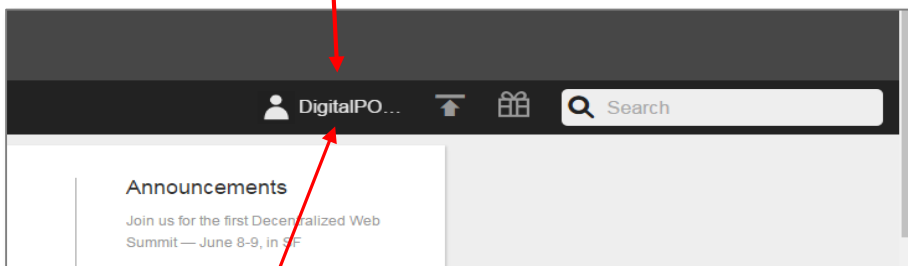 DigitalPO...
Search
Announcements
Join us for the first Decentralized Web
Summit — June 8-9, in SF